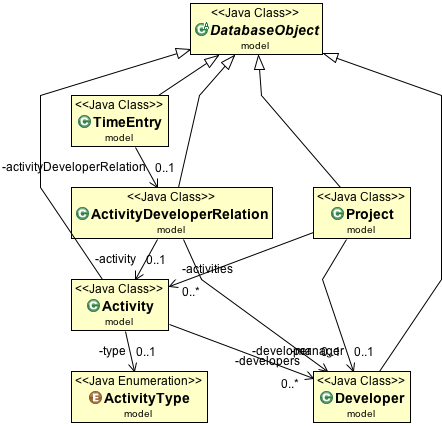 <<Java Class>>
DatabaseObject
model
<<Java Class>>
TimeEntry
model
-activityDeveloperRelation
0..1
<<Java Class>>
ActivityDeveloperRelation
model
<<Java Class>>
Project
model
-activity
0..1
-activities
0..*
<<Java Class>>
Activity
model
-type
0..1
-developer
-manager
0..1
0..1
-developers
0..*
<<Java Enumeration>>
ActivityType
model
<<Java Class>>
Developer
model